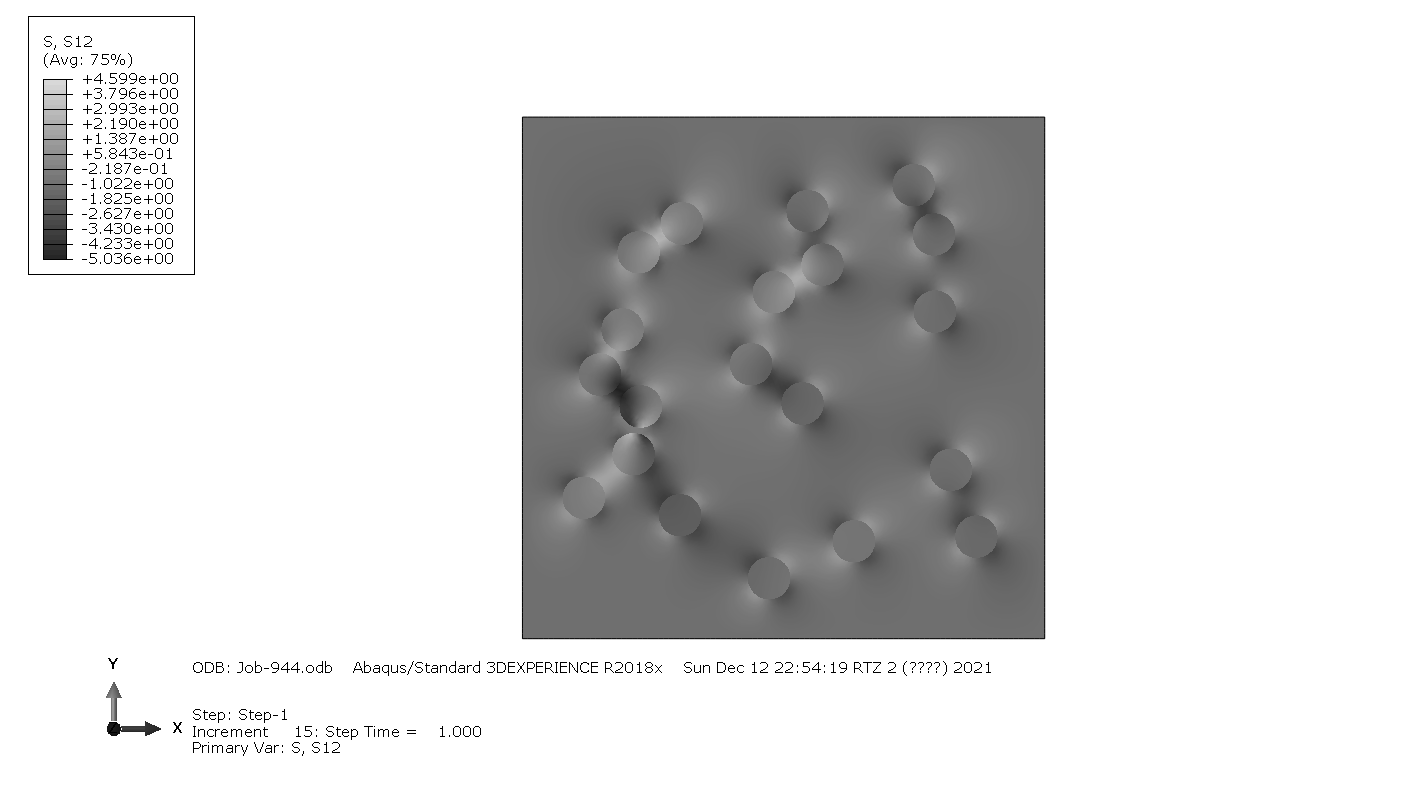 S, S12
(Avg: 75%)
+4.599e+00
+3.796e+00
+2.993e+00
+2.190e+00
+1.387e+00
+5.843e-01
-2.187e-01
-1.022e+00
-1.825e+00
-2.627e+00
-3.430e+00
-4.233e+00
-5.036e+00
Y
X
ODB: Job-944.odb    Abaqus/Standard 3DEXPERIENCE R2018x    Sun Dec 12 22:54:19 RTZ 2 (????) 2021
Step: Step-1
Increment     15: Step Time =    1.000
Primary Var: S, S12